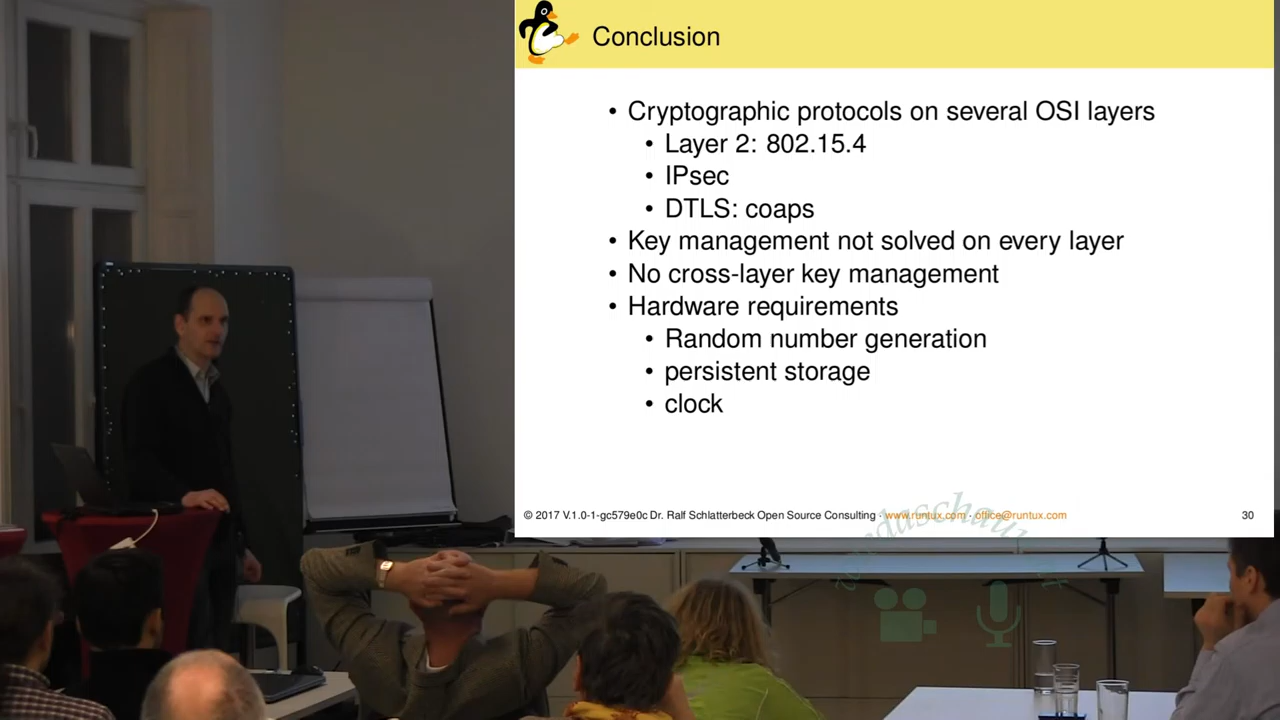 Conclusion
• Cryptographic protocols on several OSI layers
• Layer 2: 802.15.4
• IPsec
• DTLS: coaps
• Key management not solved on every layer
• No cross-layer key management
• Hardware requirements
• Random number generation
• persistent storage
• clock
© 2017 V.1.0-1-gc579e0c Dr. Ralf Schlatterbeck Open Source Consulting · www.runtux.com · office@runtux.com 30